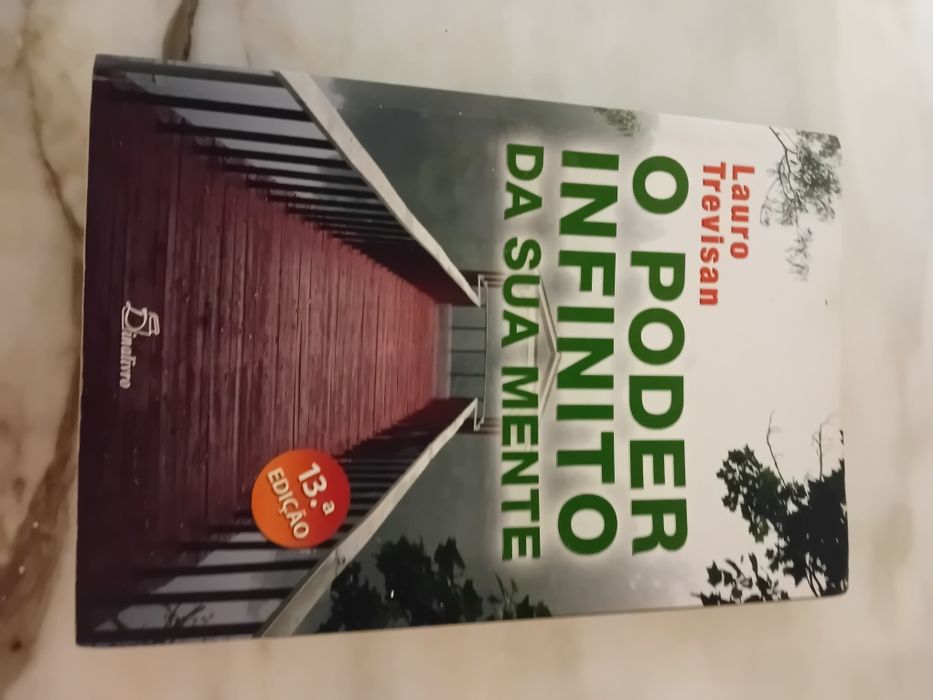 Lauro
Trevisan
O PODER
INFINITO
DA SUA MENTE
13.ª
EDIÇÃO
Dinalivro